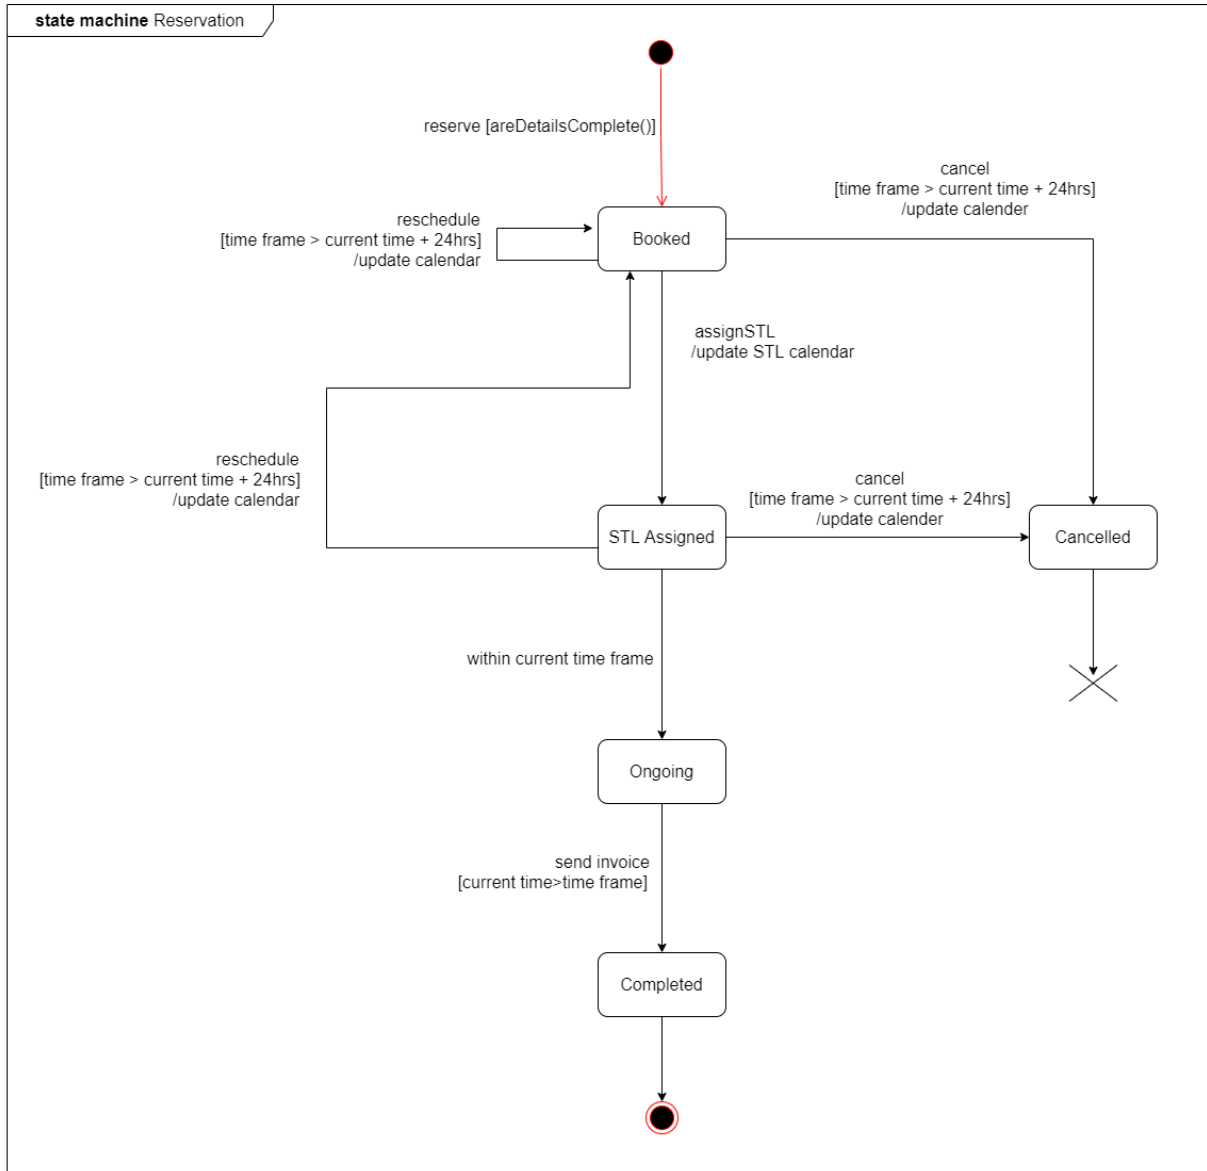 state machine Reservation
reserve [areDetailsComplete()]
cancel
[time frame > current time + 24hrs]
/update calender
reschedule
[time frame > current time + 24hrs]
/update calendar
Booked
assignSTL
/update STL calendar
reschedule
[time frame > current time + 24hrs]
/update calendar
cancel
[time frame > current time + 24hrs]
/update calender
STL Assigned
Cancelled
within current time frame
Ongoing
send invoice
[current time>time frame]
Completed